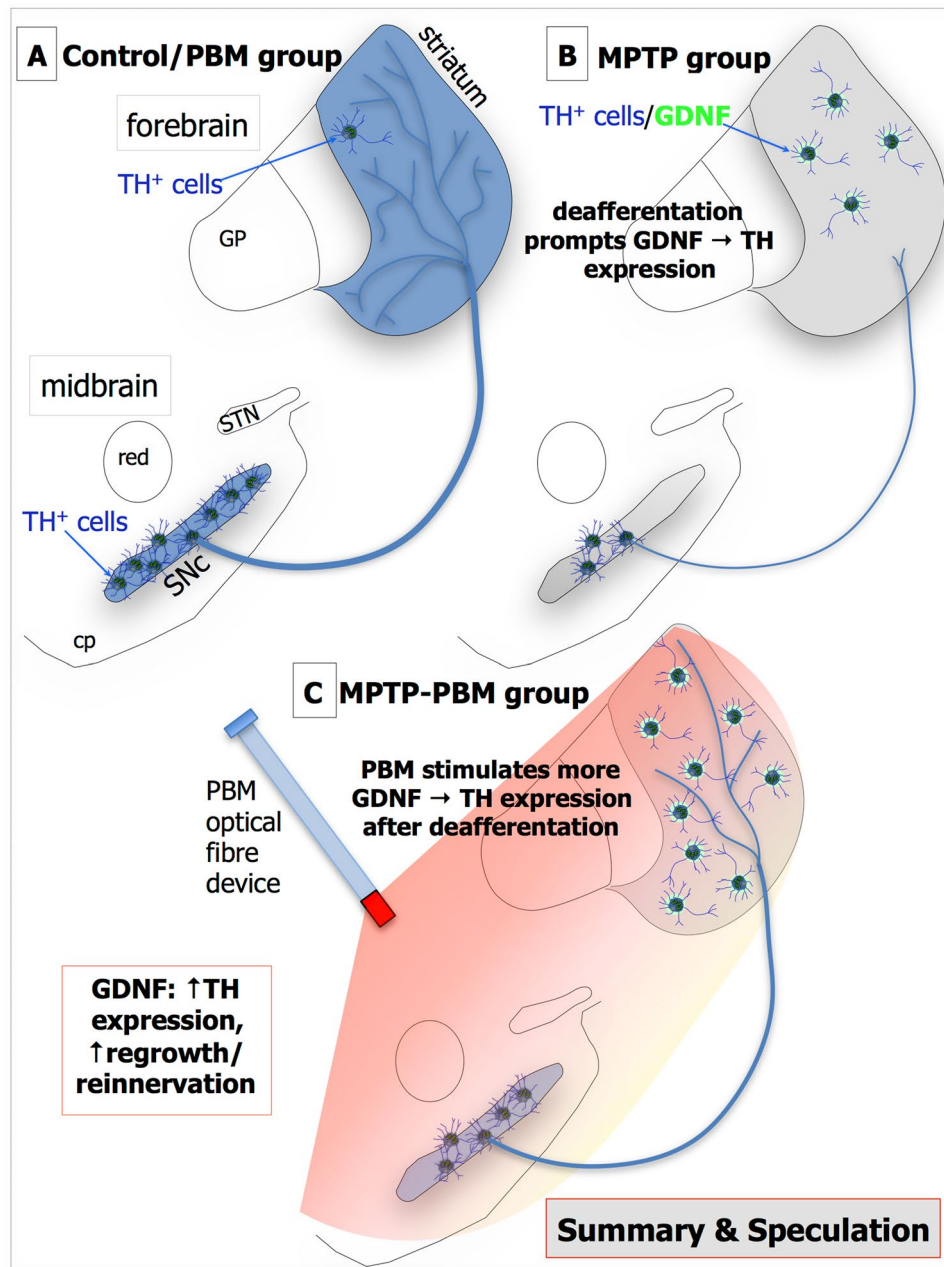 A Control/PBM group
striatum
forebrain
TH⁺ cells
GP
midbrain
STN
red
TH⁺ cells
SNc
cp
B MPTP group
TH⁺ cells/GDNF
deafferentation
prompts GDNF → TH
expression
C MPTP-PBM group
PBM stimulates more
GDNF → TH expression
after deafferentation
PBM
optical
fibre
device
GDNF: ↑TH
expression,
↑regrowth/
reinnervation
Summary & Speculation